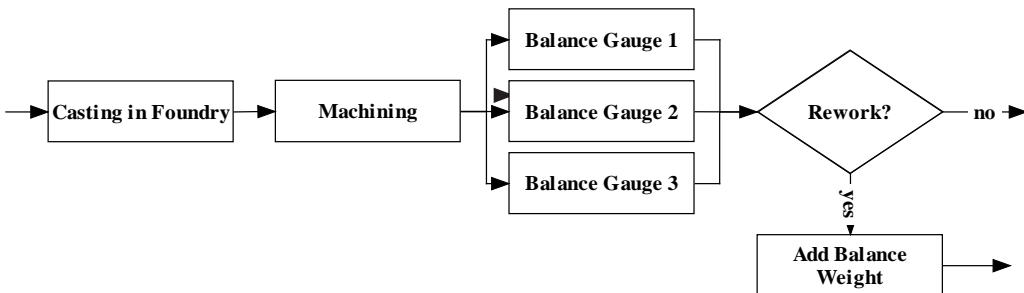 Balance Gauge 1
Casting in Foundry
Machining
Balance Gauge 2
Rework?
no
Balance Gauge 3
yes
Add Balance
Weight